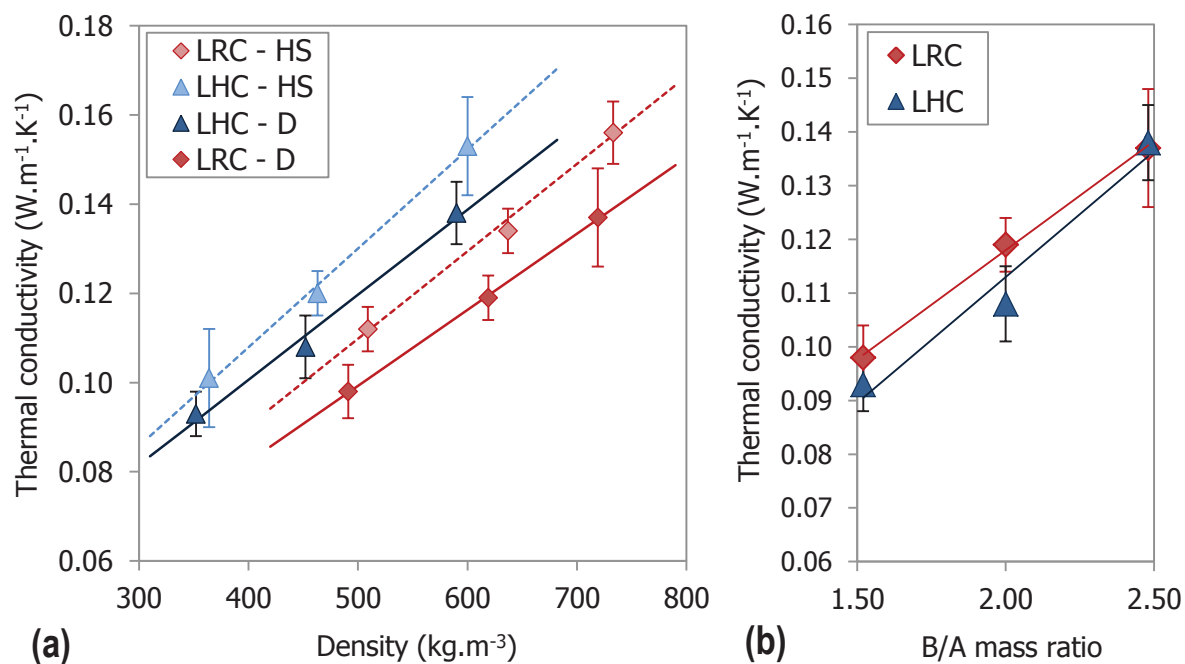 Thermal conductivity (W.m-1.K-1)
0.18
0.16
0.14
0.12
0.10
0.08
0.06
LRC - HS
LHC - HS
LHC - D
LRC - D
300
400
500
600
700
800
(a)
Density (kg.m-3)
Thermal conductivity (W.m-1.K-1)
0.16
0.15
0.14
0.13
0.12
0.11
0.10
0.09
0.08
0.07
0.06
LRC
LHC
1.50
2.00
2.50
(b)
B/A mass ratio